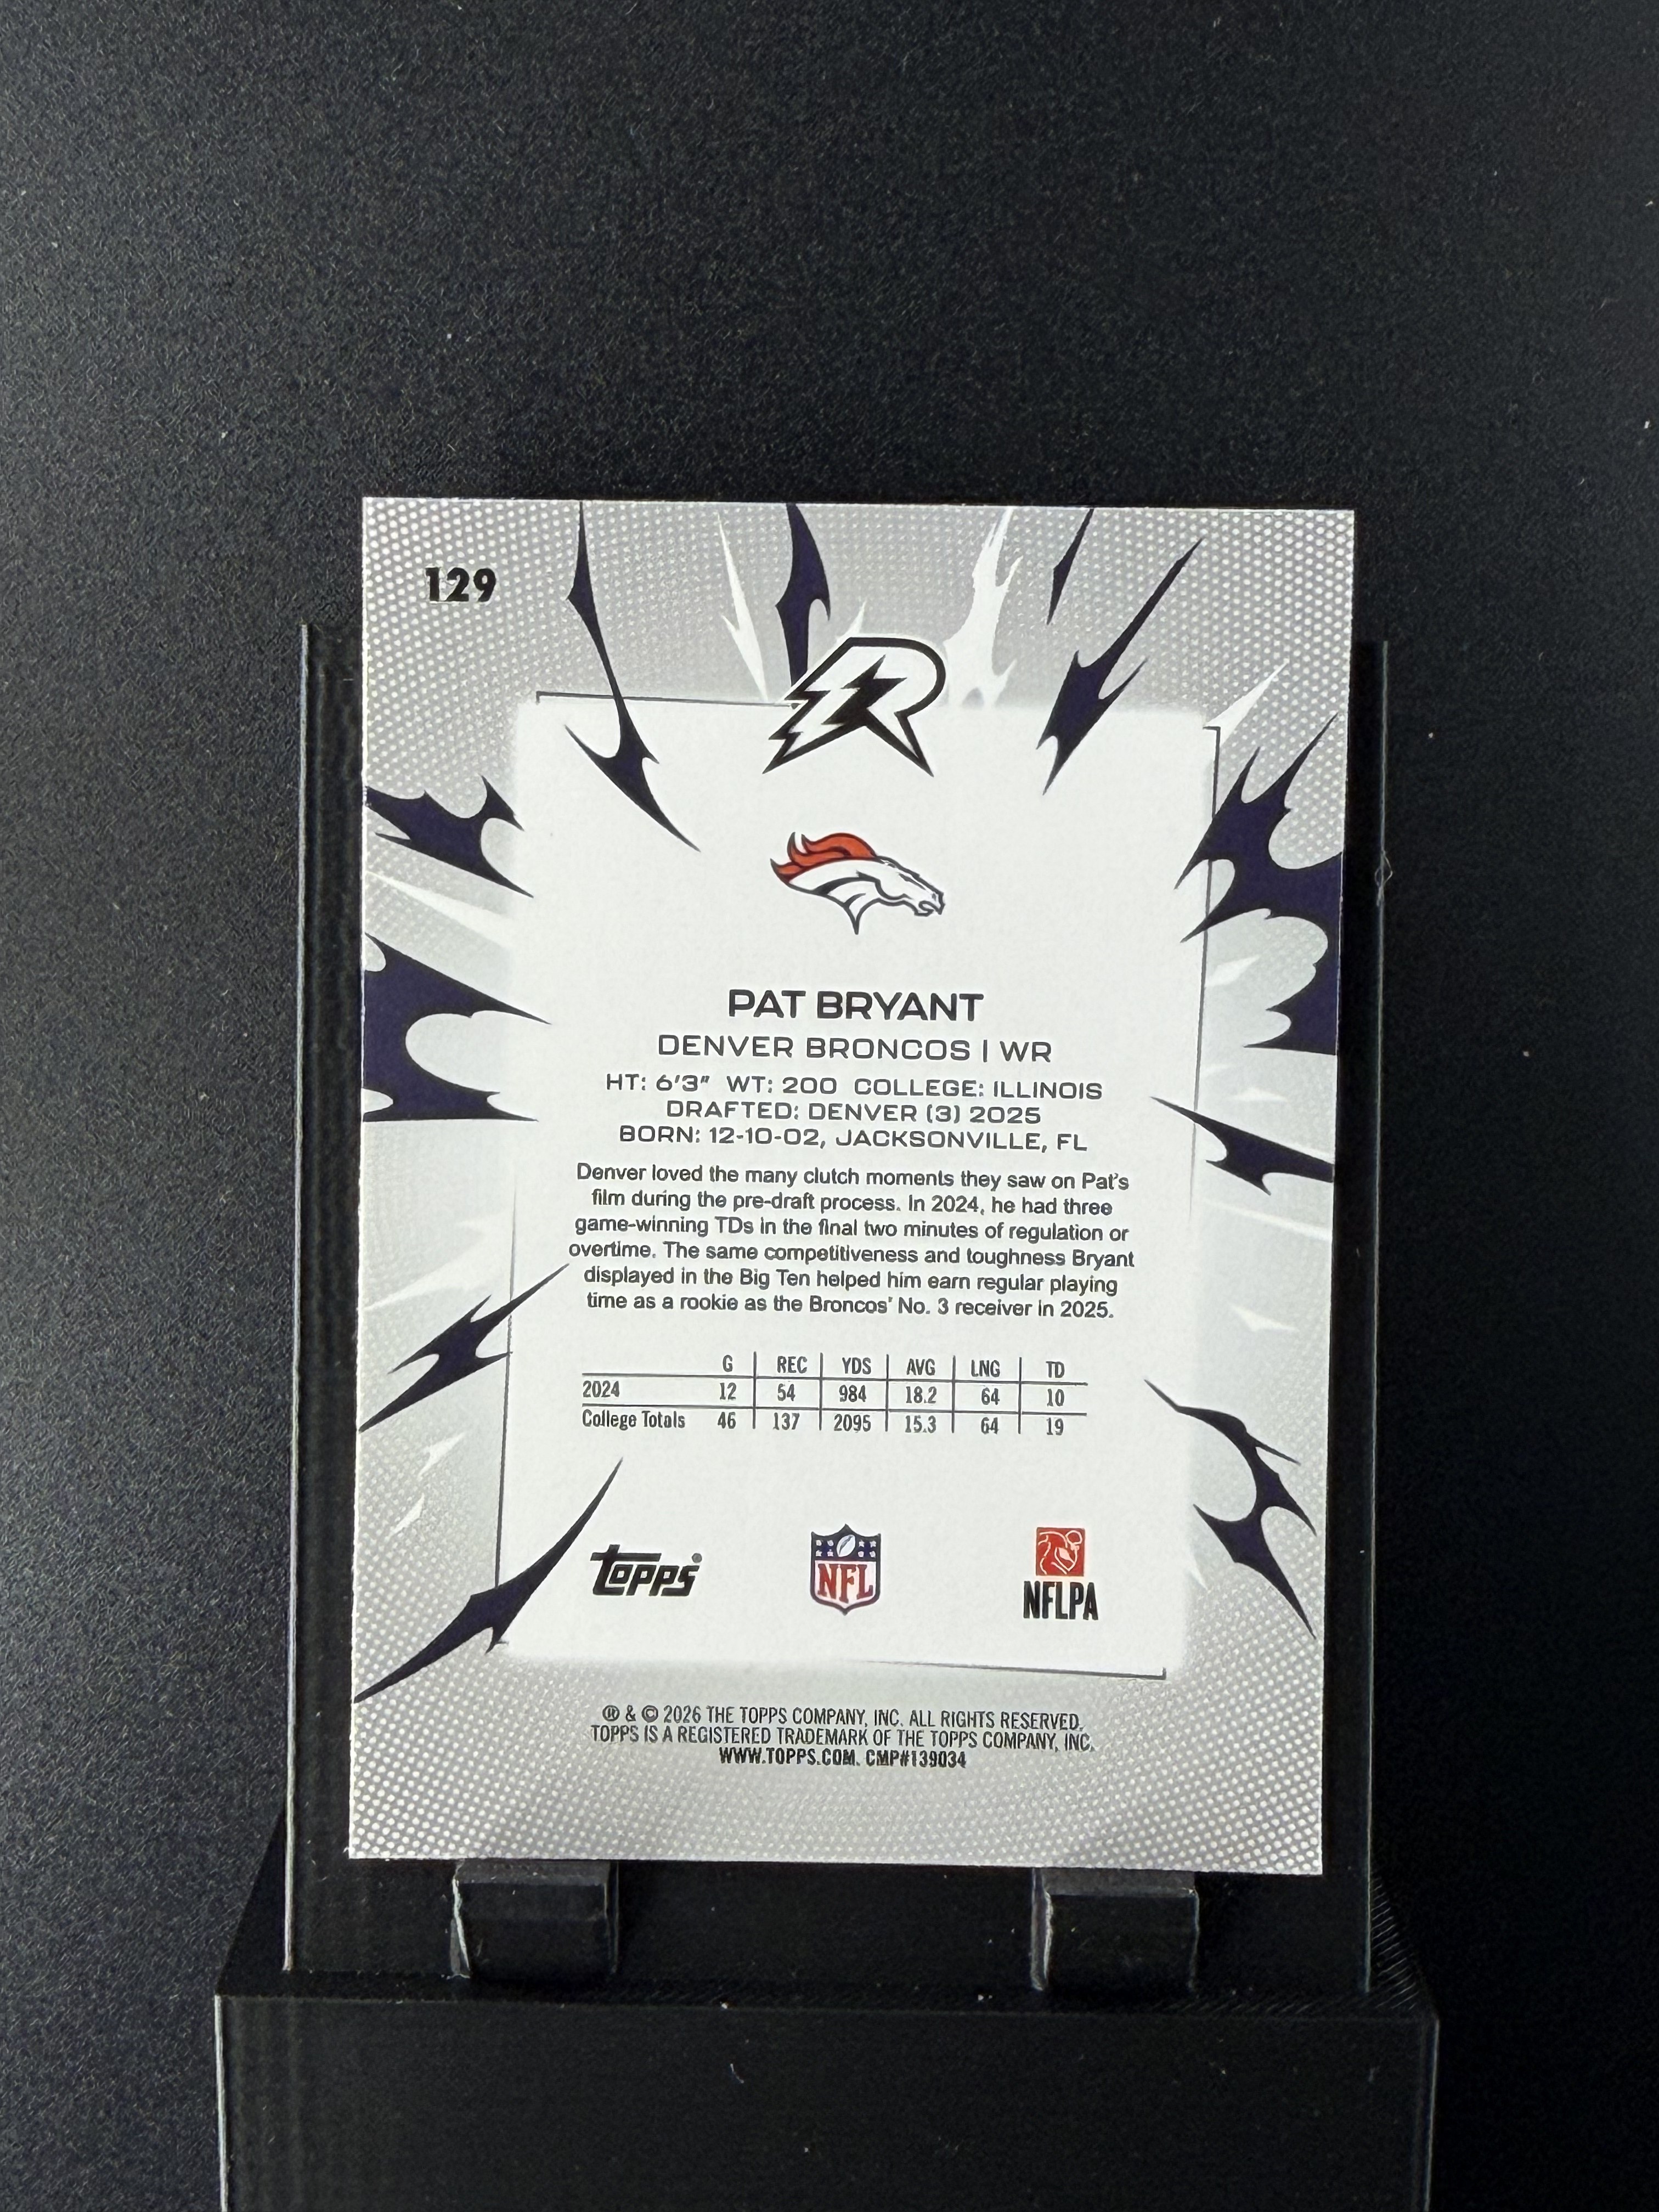 129
R
PAT BRYANT
DENVER BRONCOS | WR
HT: 6'3" WT: 200 COLLEGE: ILLINOIS
DRAFTED: DENVER (3) 2025
BORN: 12-10-02, JACKSONVILLE, FL
Denver loved the many clutch moments they saw on Pat's
film during the pre-draft process. In 2024, he had three
game-winning TDs in the final two minutes of regulation or
overtime. The same competitiveness and toughness Bryant
displayed in the Big Ten helped him earn regular playing
time as a rookie as the Broncos' No. 3 receiver in 2025.
G REC YDS AVG LNG TD
2024 12 54 984 18.2 64 10
College Totals 46 137 2095 15.3 64 19
Topps® NFL NFLPA
® & © 2026 THE TOPPS COMPANY, INC. ALL RIGHTS RESERVED.
TOPPS IS A REGISTERED TRADEMARK OF THE TOPPS COMPANY, INC.
WWW.TOPPS.COM. CMP#139034